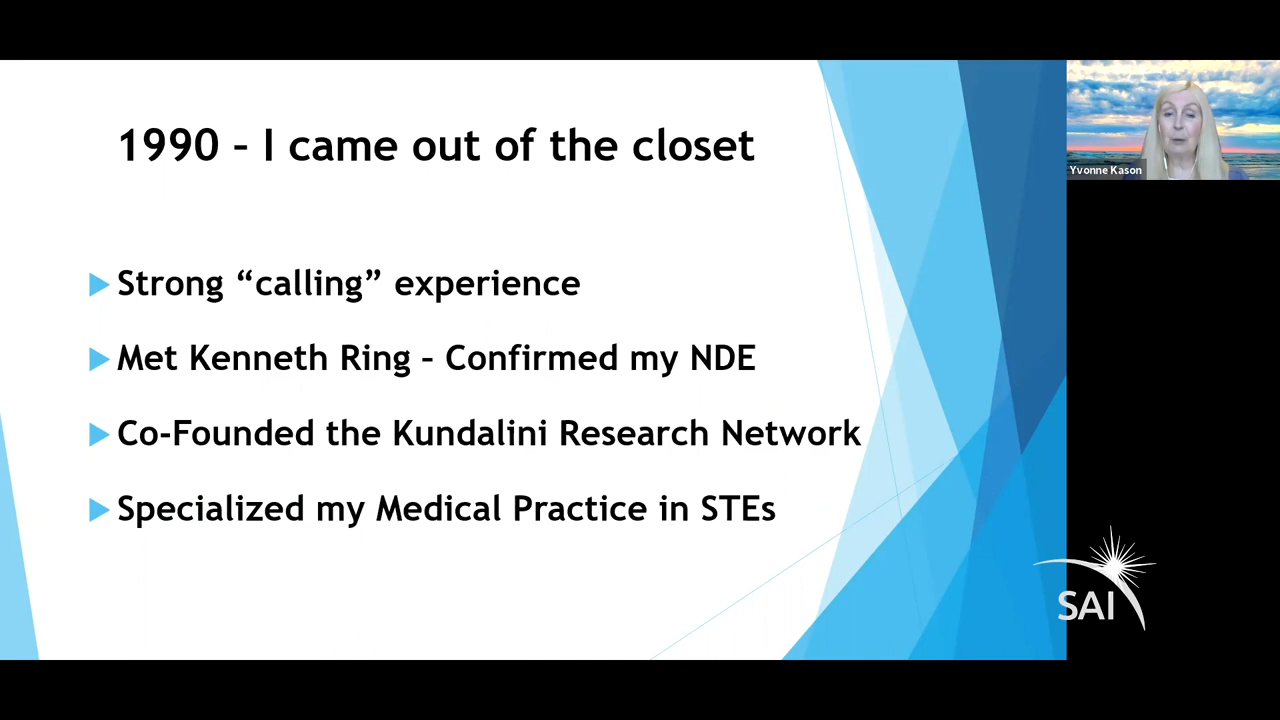 1990 – I came out of the closet
Strong “calling” experience
Met Kenneth Ring – Confirmed my NDE
Co-Founded the Kundalini Research Network
Specialized my Medical Practice in STEs
Yvonne Kason
SAI